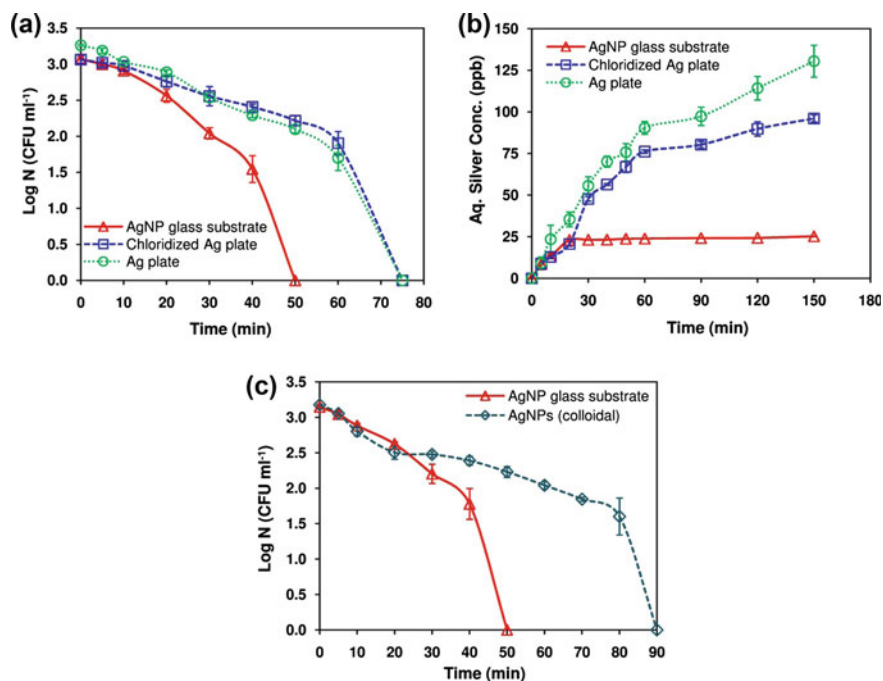 (a)
3.5
3.0
2.5
2.0
1.5
1.0
0.5
0.0
Log N (CFU ml-1)
AgNP glass substrate
Chloridized Ag plate
Ag plate
0 10 20 30 40 50 60 70 80
Time (min)
(b)
150
125
100
75
50
25
0
Aq. Silver Conc. (ppb)
AgNP glass substrate
Chloridized Ag plate
Ag plate
0 30 60 90 120 150 180
Time (min)
(c)
3.5
3.0
2.5
2.0
1.5
1.0
0.5
0.0
Log N (CFU ml-1)
AgNP glass substrate
AgNPs (colloidal)
0 10 20 30 40 50 60 70 80 90
Time (min)